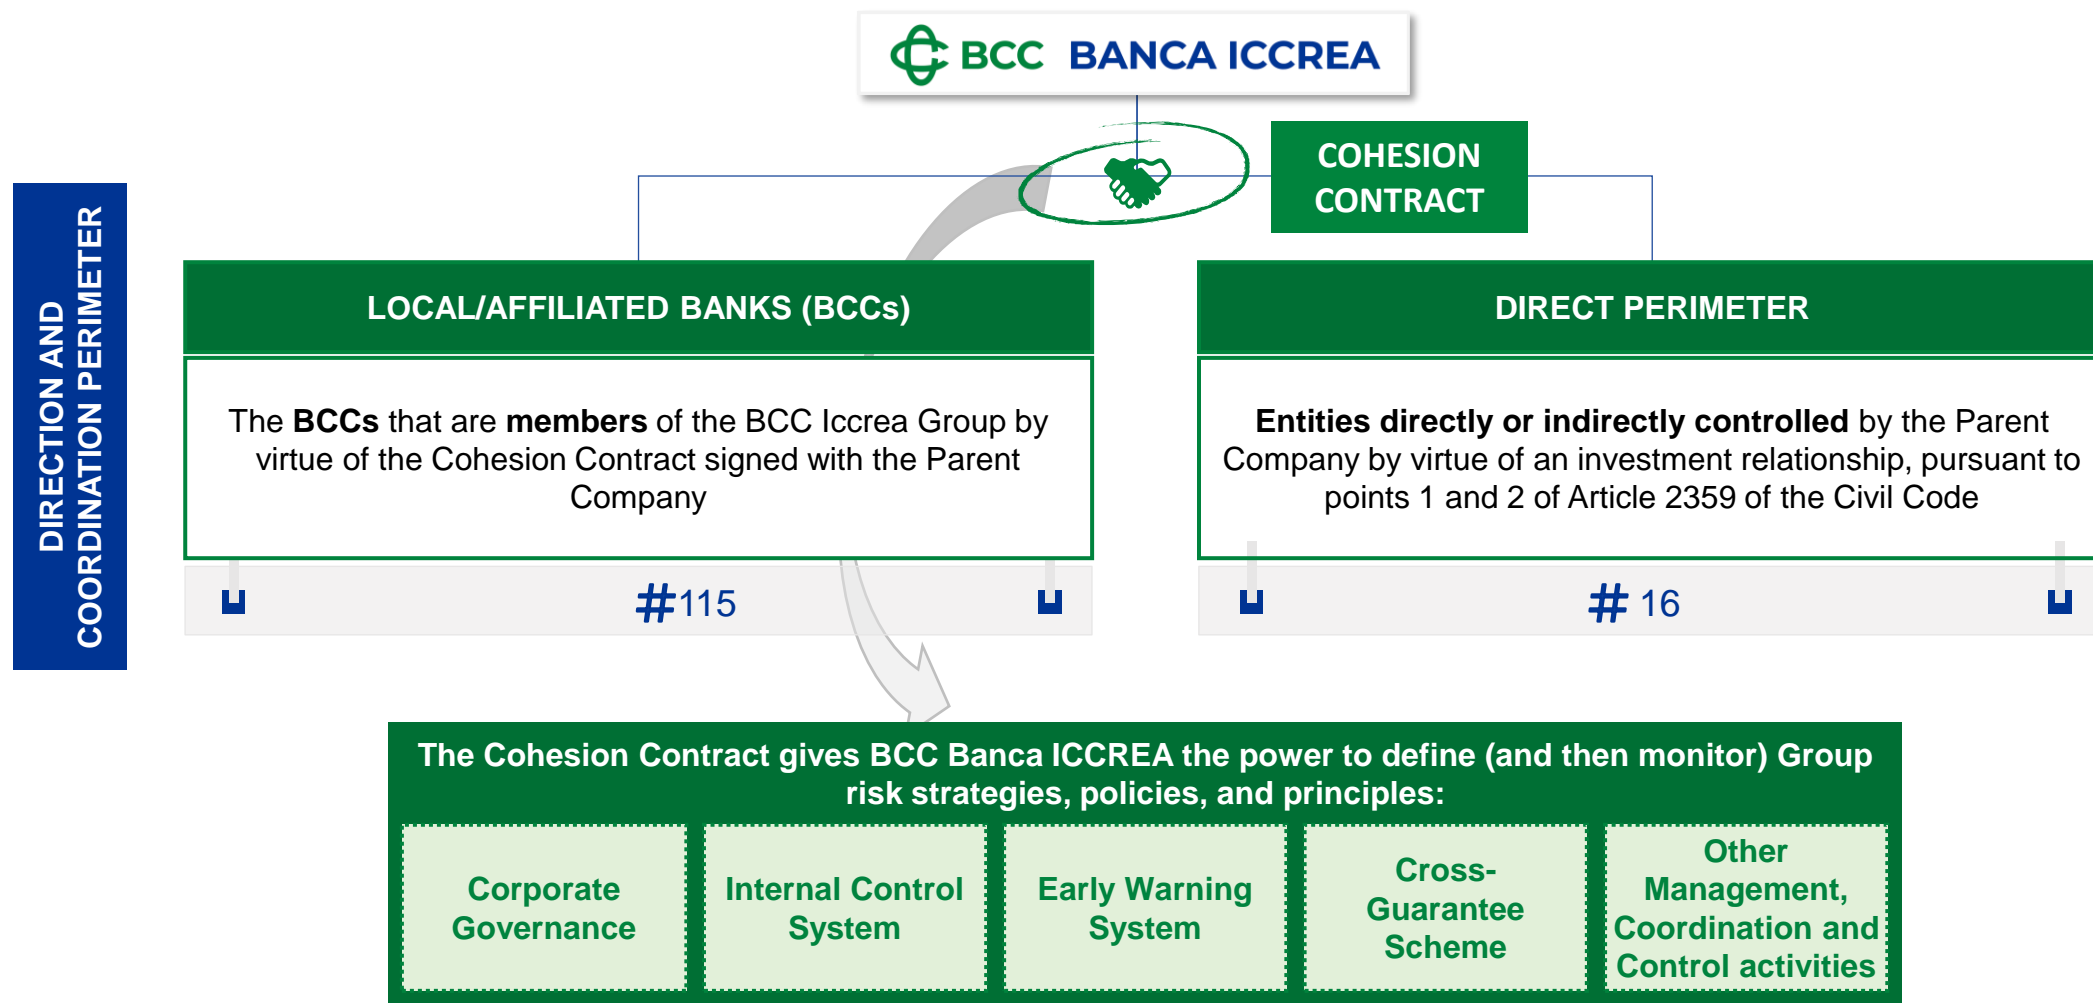 BCC BANCA ICCREA
COHESION
CONTRACT
DIRECTION AND
COORDINATION PERIMETER
LOCAL/AFFILIATED BANKS (BCCs)
The BCCs that are members of the BCC Iccrea Group by
virtue of the Cohesion Contract signed with the Parent
Company
#115
DIRECT PERIMETER
Entities directly or indirectly controlled by the Parent
Company by virtue of an investment relationship, pursuant to
points 1 and 2 of Article 2359 of the Civil Code
# 16
The Cohesion Contract gives BCC Banca ICCREA the power to define (and then monitor) Group
risk strategies, policies, and principles:
Corporate
Governance
Internal Control
System
Early Warning
System
Cross-
Guarantee
Scheme
Other
Management,
Coordination and
Control activities